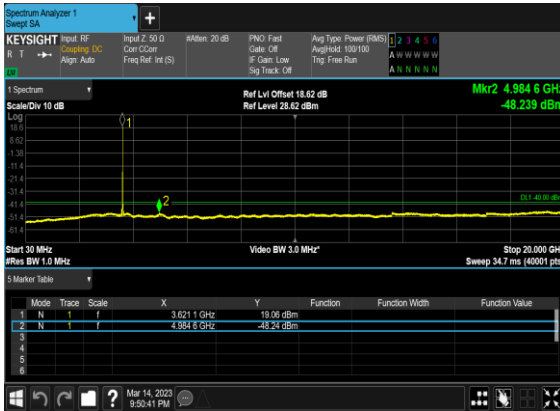 Spectrum Analyzer 1
Swept SA
KEYSIGHT
R T
Input: RF
Coupling: DC
Align: Auto
Input Z: 50 Ω
Corr CCorr
Freq Ref: Int (S)
#Atten: 20 dB
PNO: Fast
Gate: Off
IF Gain: Low
Sig Track: Off
Avg Type: Power (RMS)
Avg|Hold: 100/100
Trig: Free Run
1 2 3 4 5 6
A W W W W W
A N N N N N
1 Spectrum
Scale/Div 10 dB
Ref Lvl Offset 18.62 dB
Ref Level 28.62 dBm
Mkr2 4.984 6 GHz
-48.239 dBm
Log
18.6
8.62
-1.38
-11.4
-21.4
-31.4
-41.4
-51.4
-61.4
1
2
DL1 -40.00 dBm
Start 30 MHz
#Res BW 1.0 MHz
Video BW 3.0 MHz*
Stop 20.000 GHz
Sweep 34.7 ms (40001 pts)
5 Marker Table
Mode Trace Scale X Y Function Function Width Function Value
1 N 1 f 3.621 1 GHz 19.06 dBm
2 N 1 f 4.984 6 GHz -48.24 dBm
3
4
5
6
Mar 14, 2023
9:50:41 PM